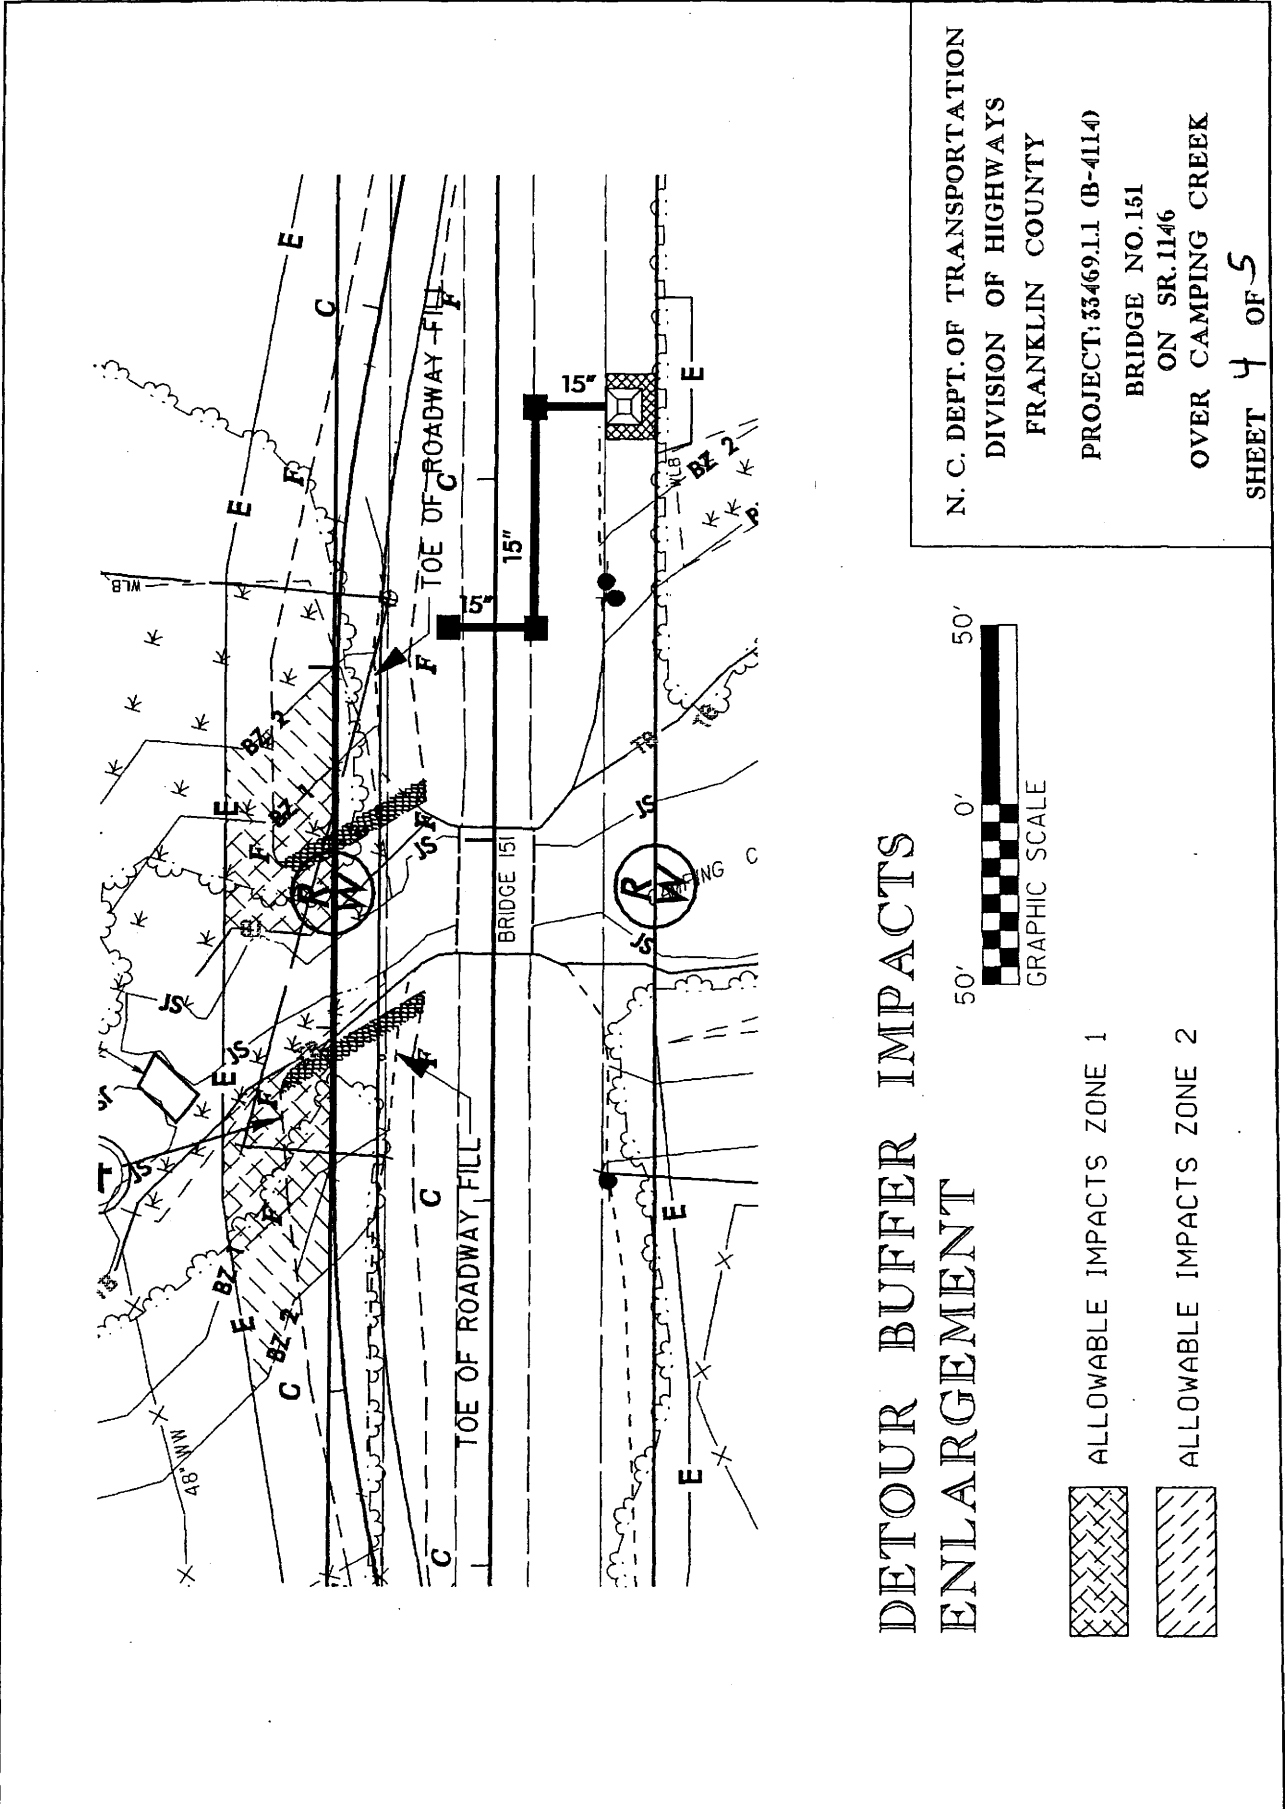 E
C
E
F
TOE OF ROADWAY FILL
F
C
WLB
15"
15"
15"
E
WLB
BZ 2
F
BZ 2
BZ 1
E
F
F
JS
TB
TB
JS
R
W
BRIDGE 151
R
W
C
JS
JS
JS
E
F
F
JS
TB
BZ 1
F
C
TOE OF ROADWAY FILL
E
E
BZ 2
C
48" WW
C
E
DETOUR BUFFER IMPACTS
ENLARGEMENT
50' 0' 50'
GRAPHIC SCALE
ALLOWABLE IMPACTS ZONE 1
ALLOWABLE IMPACTS ZONE 2
N. C. DEPT. OF TRANSPORTATION
DIVISION OF HIGHWAYS
FRANKLIN COUNTY
PROJECT: 33469.1.1 (B-4114)
BRIDGE NO. 151
ON SR. 1146
OVER CAMPING CREEK
SHEET 4 OF 5